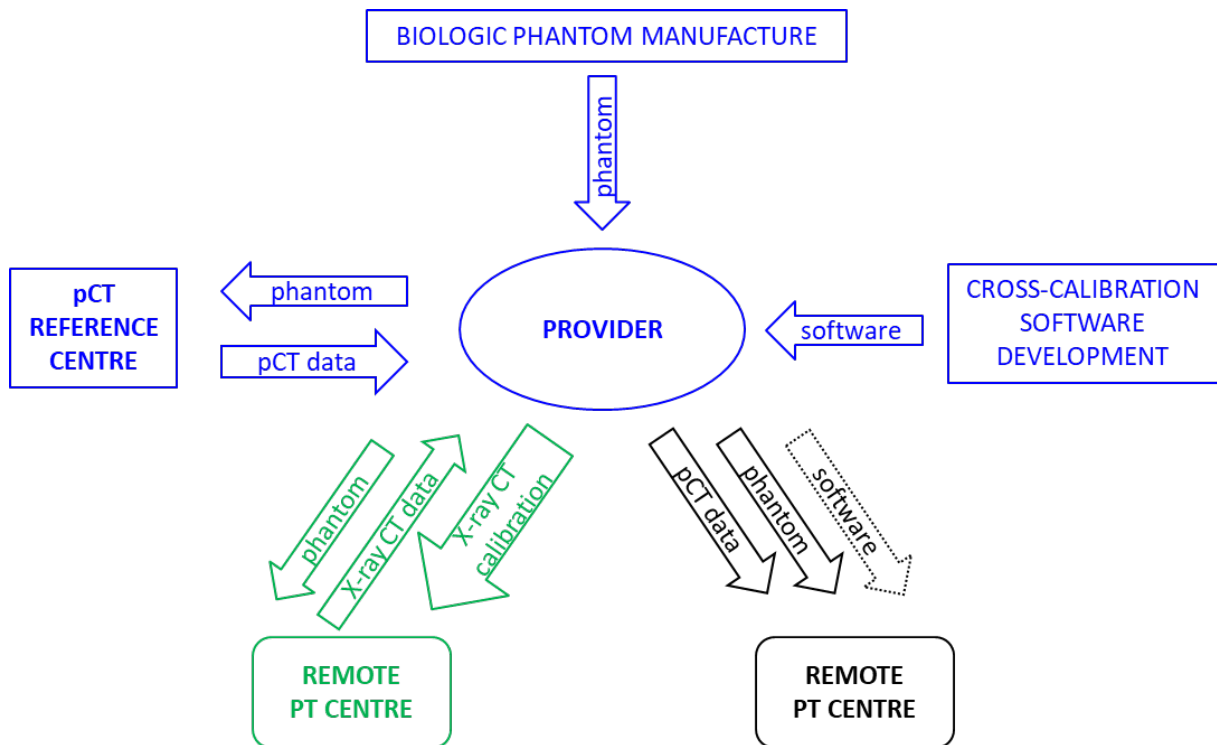 BIOLOGIC PHANTOM MANUFACTURE
phantom
pCT
REFERENCE
CENTRE
phantom
pCT data
PROVIDER
software
CROSS-CALIBRATION
SOFTWARE
DEVELOPMENT
phantom
X-ray CT data
X-ray CT
calibration
pCT data
phantom
software
REMOTE
PT CENTRE
REMOTE
PT CENTRE